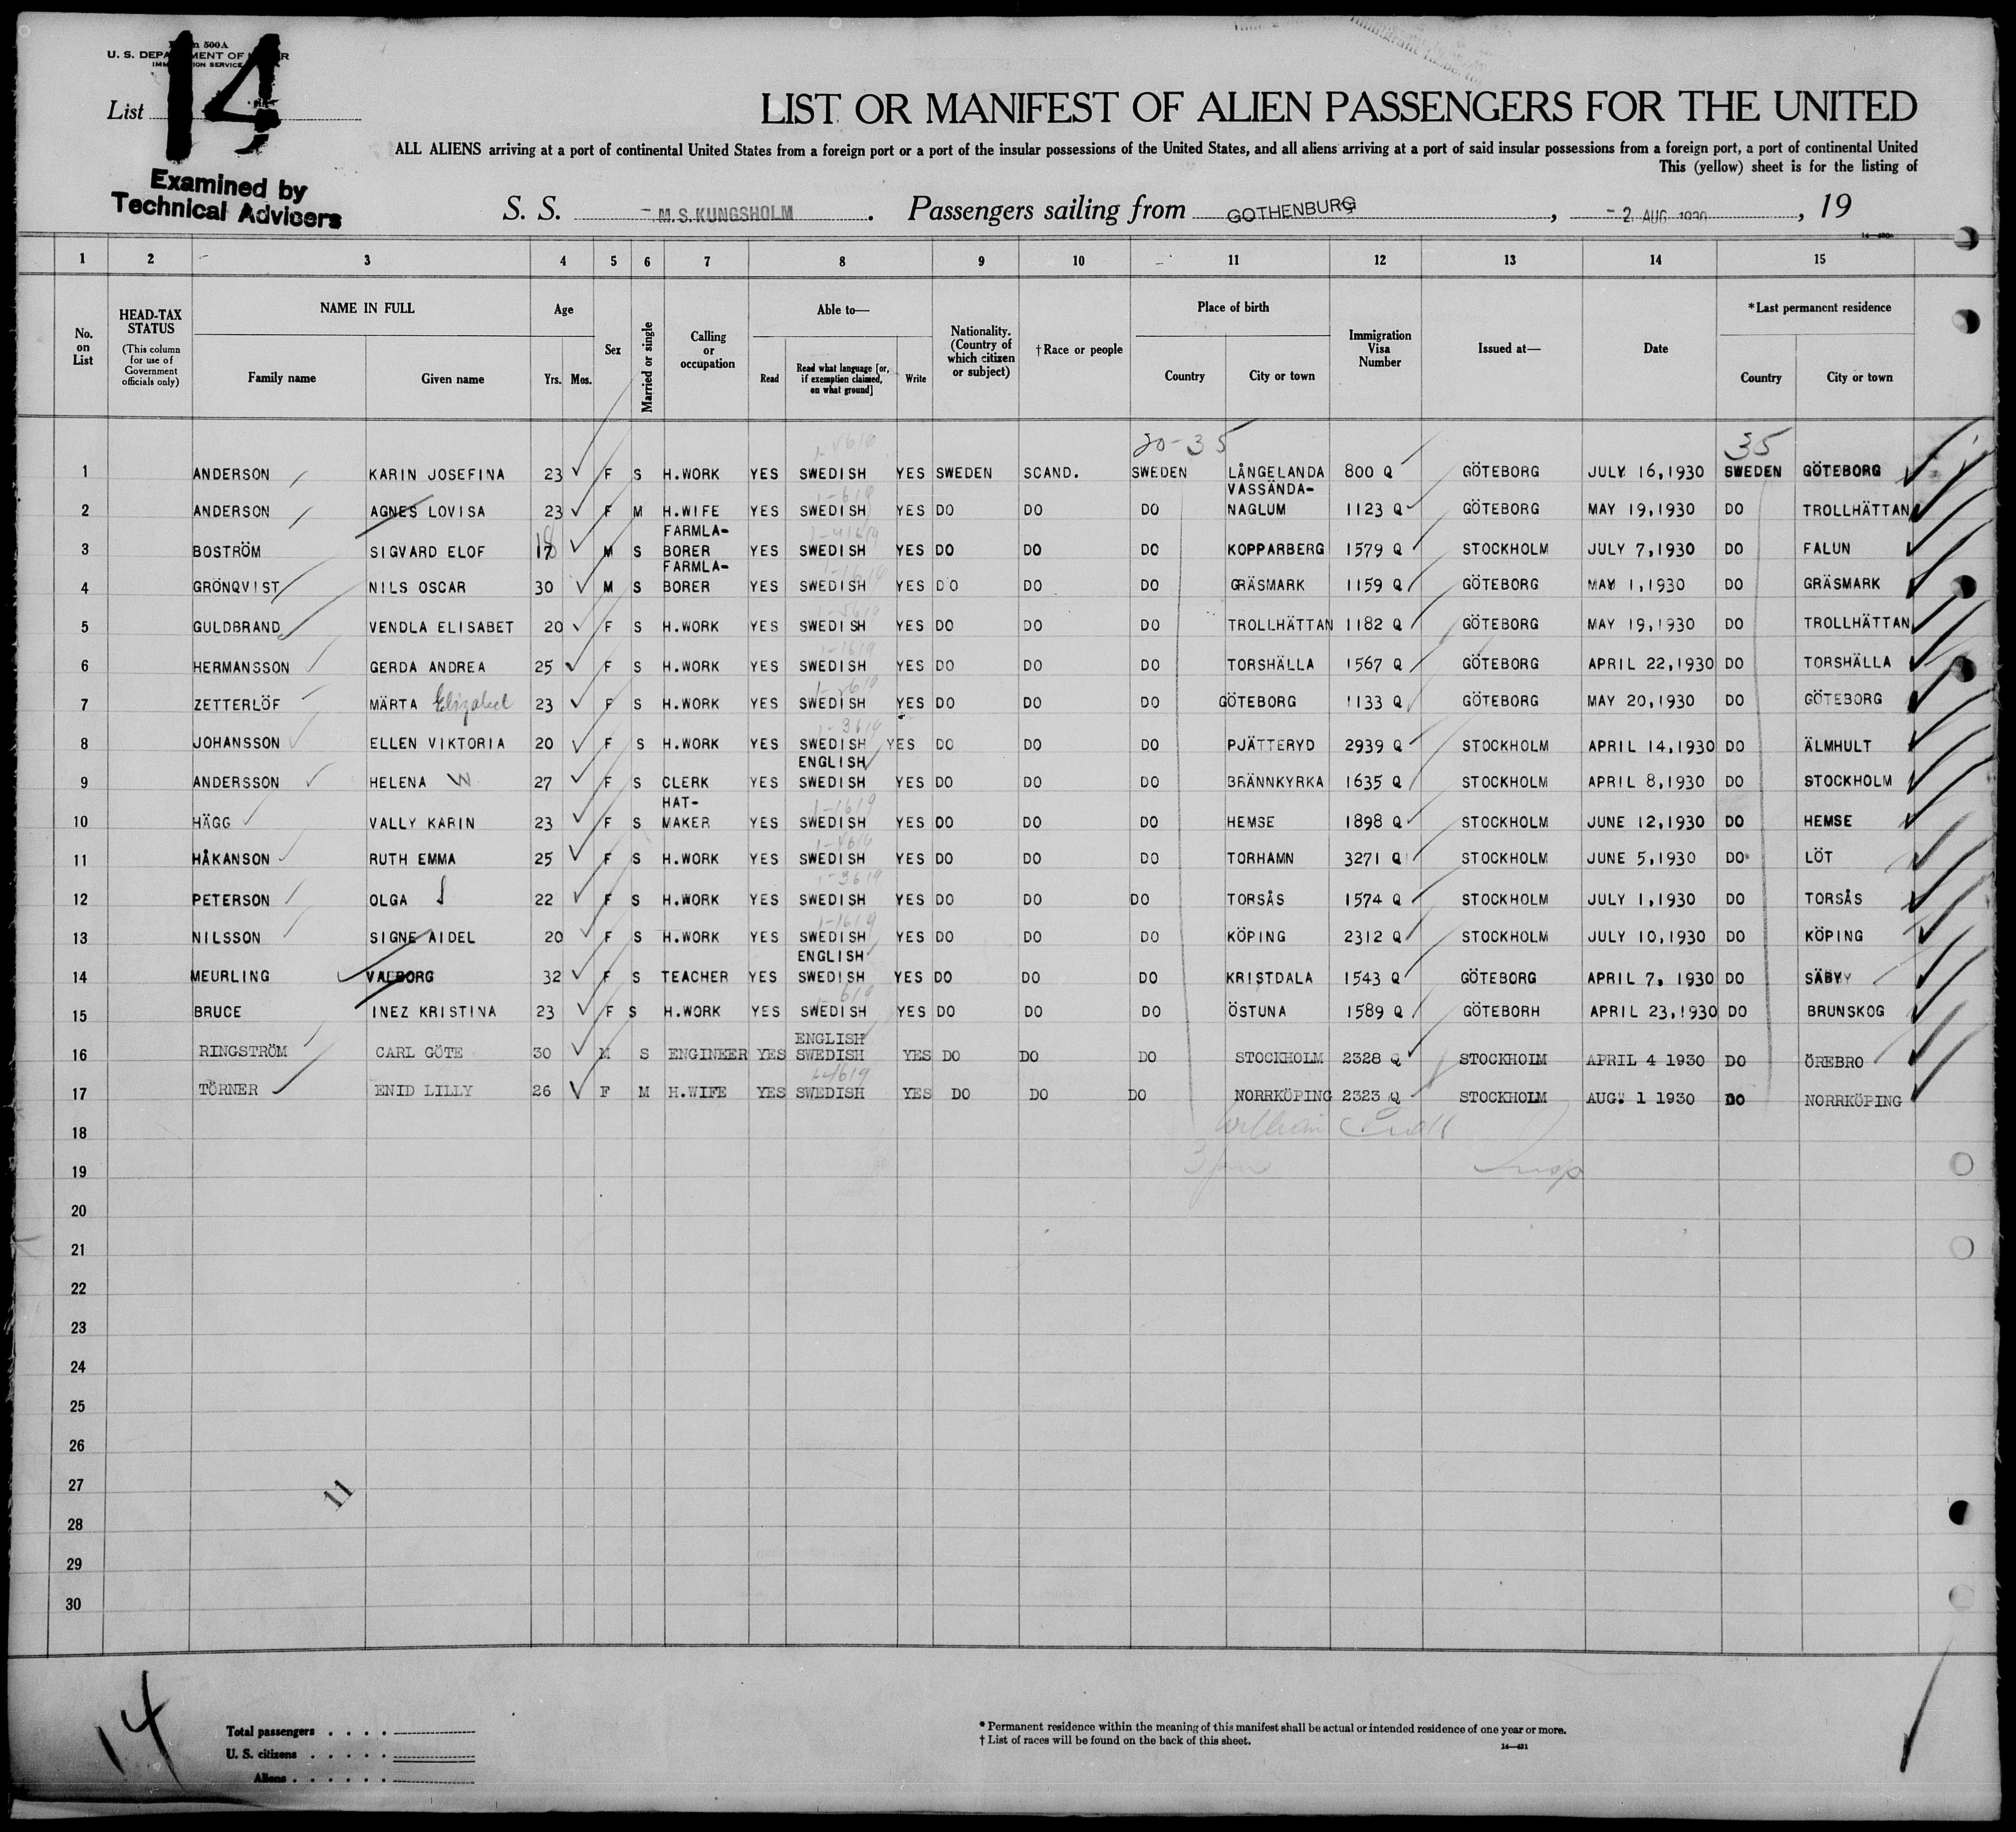 Form 500A
U. S. DEPARTMENT OF LABOR
IMMIGRATION SERVICE
List 14
LIST OR MANIFEST OF ALIEN PASSENGERS FOR THE UNITED
ALL ALIENS arriving at a port of continental United States from a foreign port or a port of the insular possessions of the United States, and all aliens arriving at a port of said insular possessions from a foreign port, a port of continental United
This (yellow) sheet is for the listing of
Examined by
Technical Advisers
S. S. M.S. KUNGSHOLM. Passengers sailing from GOTHENBURG, - 2. AUG. 1930, 19
1 2 3 4 5 6 7 8 9 10 11 12 13 14 15
No. on List
HEAD-TAX STATUS
(This column for use of Government officials only)
NAME IN FULL
Family name Given name
Age
Yrs. Mos.
Sex
Married or single
Calling or occupation
Able to—
Read
Read what language [or, if exemption claimed, on what ground]
Write
Nationality. (Country of which citizen or subject)
†Race or people
Place of birth
Country City or town
Immigration Visa Number
Issued at—
Date
*Last permanent residence
Country City or town
20-35 35
1 ANDERSON KARIN JOSEFINA 23 F S H.WORK YES SWEDISH YES SWEDEN SCAND. SWEDEN LÅNGELANDA 800 Q GÖTEBORG JULY 16,1930 SWEDEN GÖTEBORG
VASSÄNDA-
2 ANDERSON AGNES LOVISA 23 F M H.WIFE YES SWEDISH YES DO DO DO NAGLUM 1123 Q GÖTEBORG MAY 19,1930 DO TROLLHÄTTAN
FARMLA-
18
3 BOSTRÖM SIGVARD ELOF 17 M S BORER YES SWEDISH YES DO DO DO KOPPARBERG 1579 Q STOCKHOLM JULY 7,1930 DO FALUN
FARMLA-
4 GRÖNQVIST NILS OSCAR 30 M S BORER YES SWEDISH YES DO DO DO GRÄSMARK 1159 Q GÖTEBORG MAY 1,1930 DO GRÄSMARK
5 GULDBRAND VENDLA ELISABET 20 F S H.WORK YES SWEDISH YES DO DO DO TROLLHÄTTAN 1182 Q GÖTEBORG MAY 19,1930 DO TROLLHÄTTAN
6 HERMANSSON GERDA ANDREA 25 F S H.WORK YES SWEDISH YES DO DO DO TORSHÄLLA 1567 Q GÖTEBORG APRIL 22,1930 DO TORSHÄLLA
7 ZETTERLÖF MÄRTA Elizabet 23 F S H.WORK YES SWEDISH YES DO DO DO GÖTEBORG 1133 Q GÖTEBORG MAY 20,1930 DO GÖTEBORG
8 JOHANSSON ELLEN VIKTORIA 20 F S H.WORK YES SWEDISH YES DO DO DO PJÄTTERYD 2939 Q STOCKHOLM APRIL 14,1930 DO ÄLMHULT
ENGLISH
9 ANDERSSON HELENA W 27 F S CLERK YES SWEDISH YES DO DO DO BRÄNNKYRKA 1635 Q STOCKHOLM APRIL 8,1930 DO STOCKHOLM
HAT-
10 HÄGG VALLY KARIN 23 F S MAKER YES SWEDISH YES DO DO DO HEMSE 1898 Q STOCKHOLM JUNE 12,1930 DO HEMSE
11 HÅKANSON RUTH EMMA 25 F S H.WORK YES SWEDISH YES DO DO DO TORHAMN 3271 Q STOCKHOLM JUNE 5,1930 DO LÖT
12 PETERSON OLGA 22 F S H.WORK YES SWEDISH YES DO DO DO TORSÅS 1574 Q STOCKHOLM JULY 1,1930 DO TORSÅS
13 NILSSON SIGNE AIDEL 20 F S H.WORK YES SWEDISH YES DO DO DO KÖPING 2312 Q STOCKHOLM JULY 10,1930 DO KÖPING
ENGLISH
14 MEURLING VALBORG 32 F S TEACHER YES SWEDISH YES DO DO DO KRISTDALA 1543 Q GÖTEBORG APRIL 7, 1930 DO SÄBY
15 BRUCE INEZ KRISTINA 23 F S H.WORK YES SWEDISH YES DO DO DO ÖSTUNA 1589 Q GÖTEBORH APRIL 23,1930 DO BRUNSKOG
ENGLISH
16 RINGSTRÖM CARL GÖTE 30 M S ENGINEER YES SWEDISH YES DO DO DO STOCKHOLM 2328 Q STOCKHOLM APRIL 4 1930 DO ÖREBRO
17 TÖRNER ENID LILLY 26 F M H.WIFE YES SWEDISH YES DO DO DO NORRKÖPING 2323 Q STOCKHOLM AUG. 1 1930 DO NORRKÖPING
18 William
19 Insp
20
21
22
23
24
25
26
27
11
28
29
30
14
Total passengers . . . .
U. S. citizens . . . . .
Aliens . . . . . .
* Permanent residence within the meaning of this manifest shall be actual or intended residence of one year or more.
† List of races will be found on the back of this sheet.
14—421